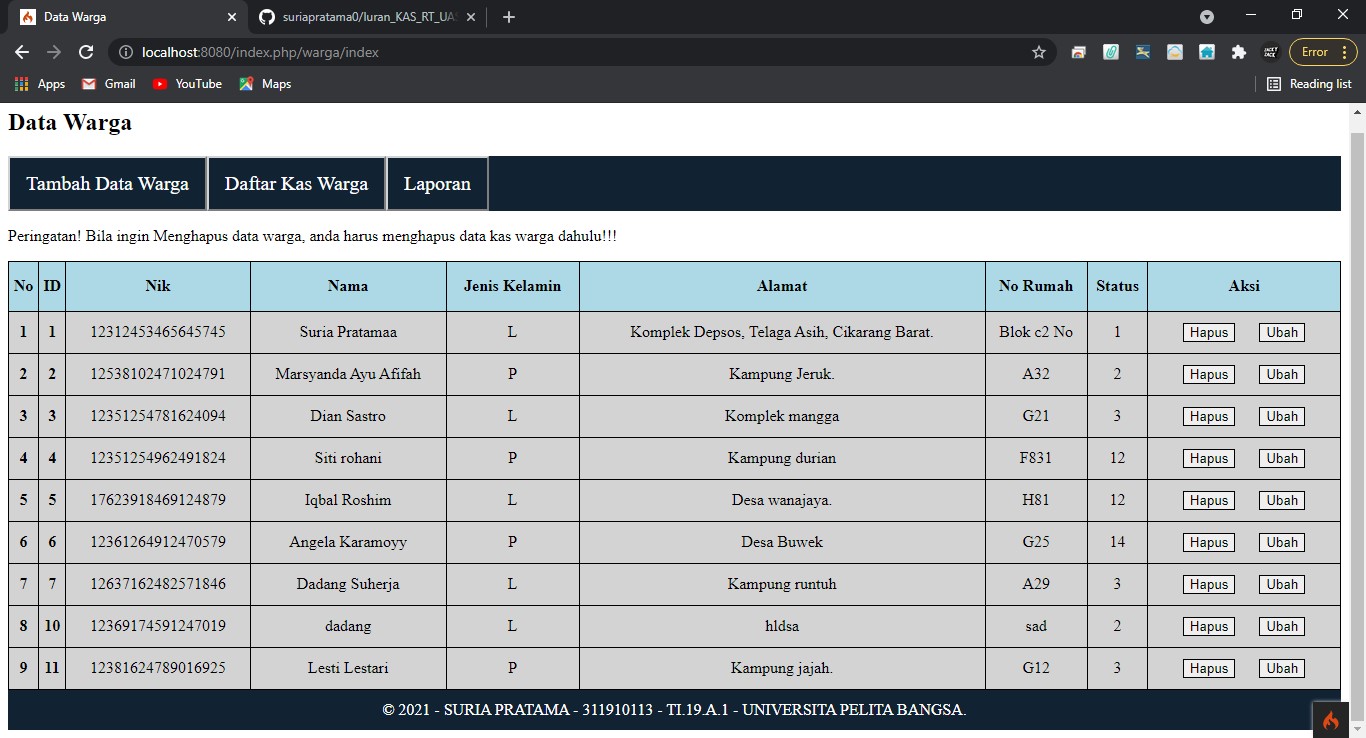 Data Warga
suriapratama0/Iuran_KAS_RT_UAS
localhost:8080/index.php/warga/index
Error
Apps Gmail YouTube Maps Reading list
Data Warga
Tambah Data Warga Daftar Kas Warga Laporan
Peringatan! Bila ingin Menghapus data warga, anda harus menghapus data kas warga dahulu!!!
No ID Nik Nama Jenis Kelamin Alamat No Rumah Status Aksi
1 1 12312453465645745 Suria Pratamaa L Komplek Depsos, Telaga Asih, Cikarang Barat. Blok c2 No 1 Hapus Ubah
2 2 12538102471024791 Marsyanda Ayu Afifah P Kampung Jeruk. A32 2 Hapus Ubah
3 3 12351254781624094 Dian Sastro L Komplek mangga G21 3 Hapus Ubah
4 4 12351254962491824 Siti rohani P Kampung durian F831 12 Hapus Ubah
5 5 17623918469124879 Iqbal Roshim L Desa wanajaya. H81 12 Hapus Ubah
6 6 12361264912470579 Angela Karamoyy P Desa Buwek G25 14 Hapus Ubah
7 7 12637162482571846 Dadang Suherja L Kampung runtuh A29 3 Hapus Ubah
8 10 12369174591247019 dadang L hldsa sad 2 Hapus Ubah
9 11 12381624789016925 Lesti Lestari P Kampung jajah. G12 3 Hapus Ubah
© 2021 - SURIA PRATAMA - 311910113 - TI.19.A.1 - UNIVERSITA PELITA BANGSA.